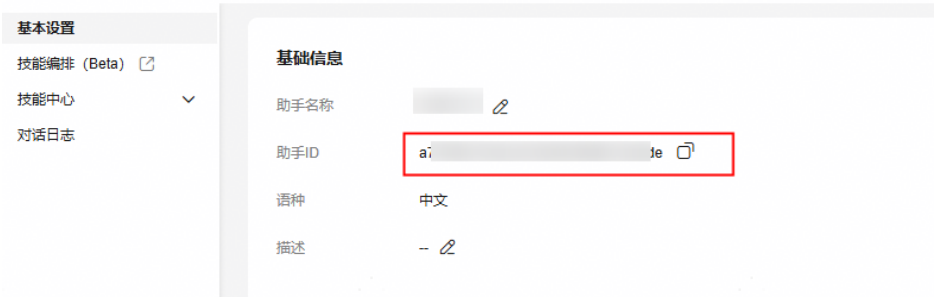 基本设置
技能编排（Beta）
技能中心
对话日志
基础信息
助手名称
助手ID a7 de
语种 中文
描述 --